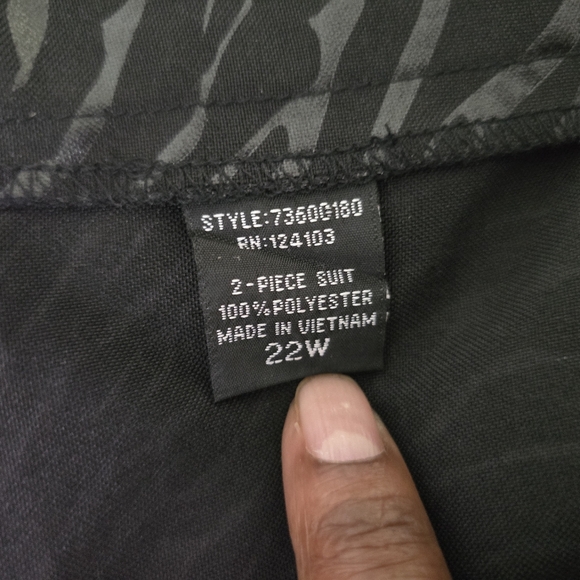 STYLE:73600180
RN:124103
2-PIECE SUIT
100%POLYESTER
MADE IN VIETNAM
22W